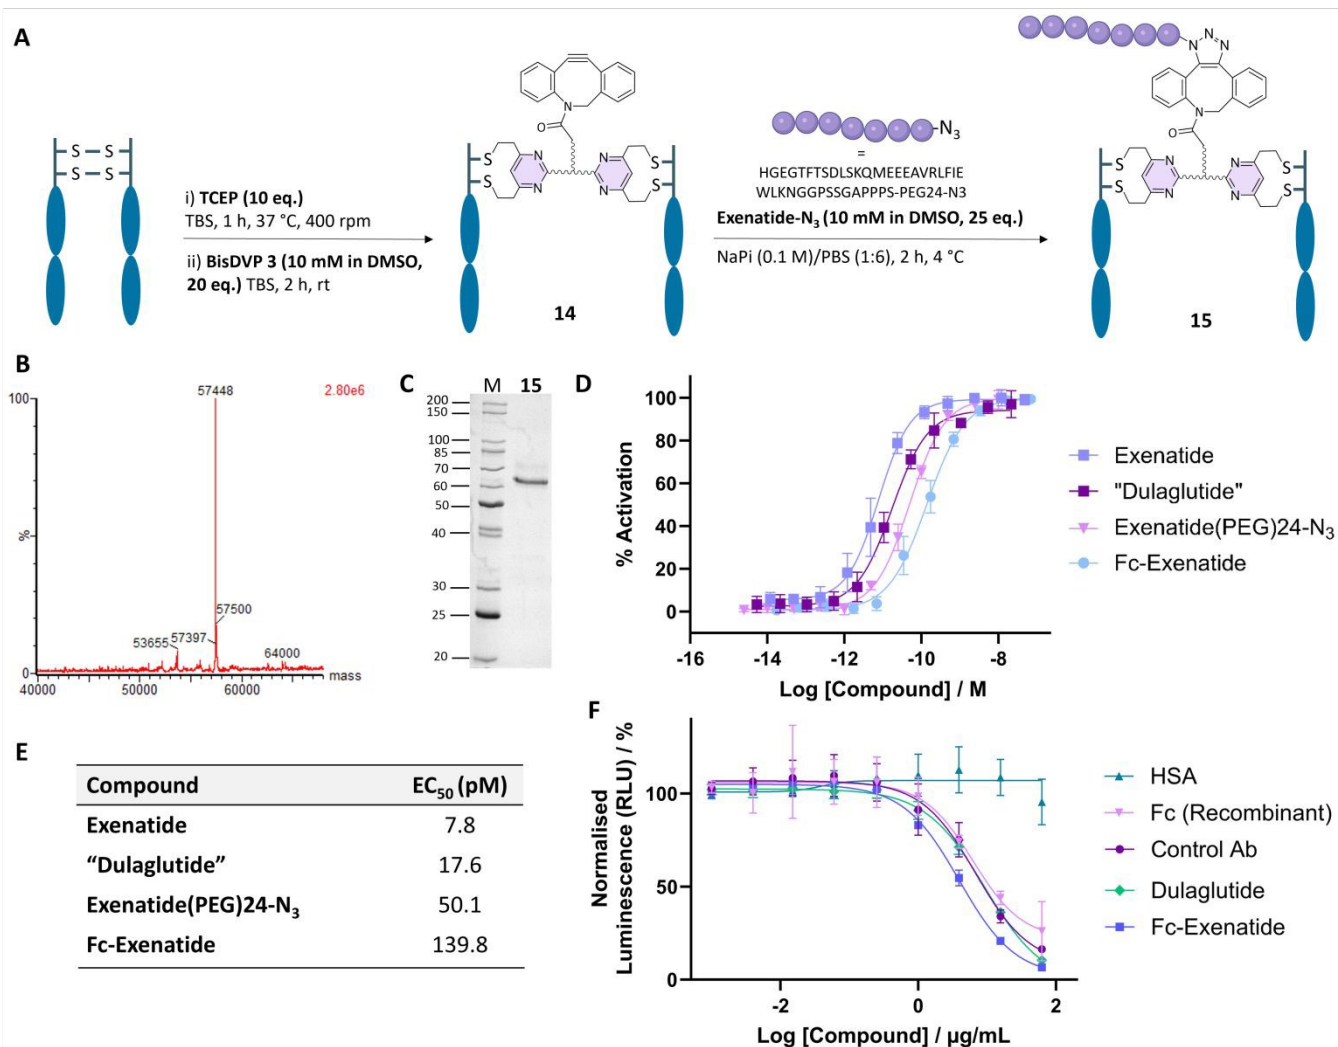 A
S
S
S
S
i) TCEP (10 eq.)
TBS, 1 h, 37 °C, 400 rpm
ii) BisDVP 3 (10 mM in DMSO,
20 eq.) TBS, 2 h, rt
N
O
S
S
N
N
N
N
S
S
14
N3
=
HGEGTFTSDLSKQMEEEAVRLFIE
WLKNGGPSSGAPPPS-PEG24-N3
Exenatide-N3 (10 mM in DMSO, 25 eq.)
NaPi (0.1 M)/PBS (1:6), 2 h, 4 °C
N
N
N
N
O
S
S
N
N
N
N
S
S
15
B
57448
2.80e6
100
%
0
53655
57397
57500
64000
mass
40000
50000
60000
C
M
15
200
150
100
85
70
60
50
40
30
25
20
D
% Activation
100
80
60
40
20
0
-16
-14
-12
-10
-8
Log [Compound] / M
Exenatide
"Dulaglutide"
Exenatide(PEG)24-N3
Fc-Exenatide
E
Compound EC50 (pM)
Exenatide 7.8
“Dulaglutide” 17.6
Exenatide(PEG)24-N3 50.1
Fc-Exenatide 139.8
F
Normalised
Luminescence (RLU) / %
100
50
0
-2
0
2
Log [Compound] / µg/mL
HSA
Fc (Recombinant)
Control Ab
Dulaglutide
Fc-Exenatide